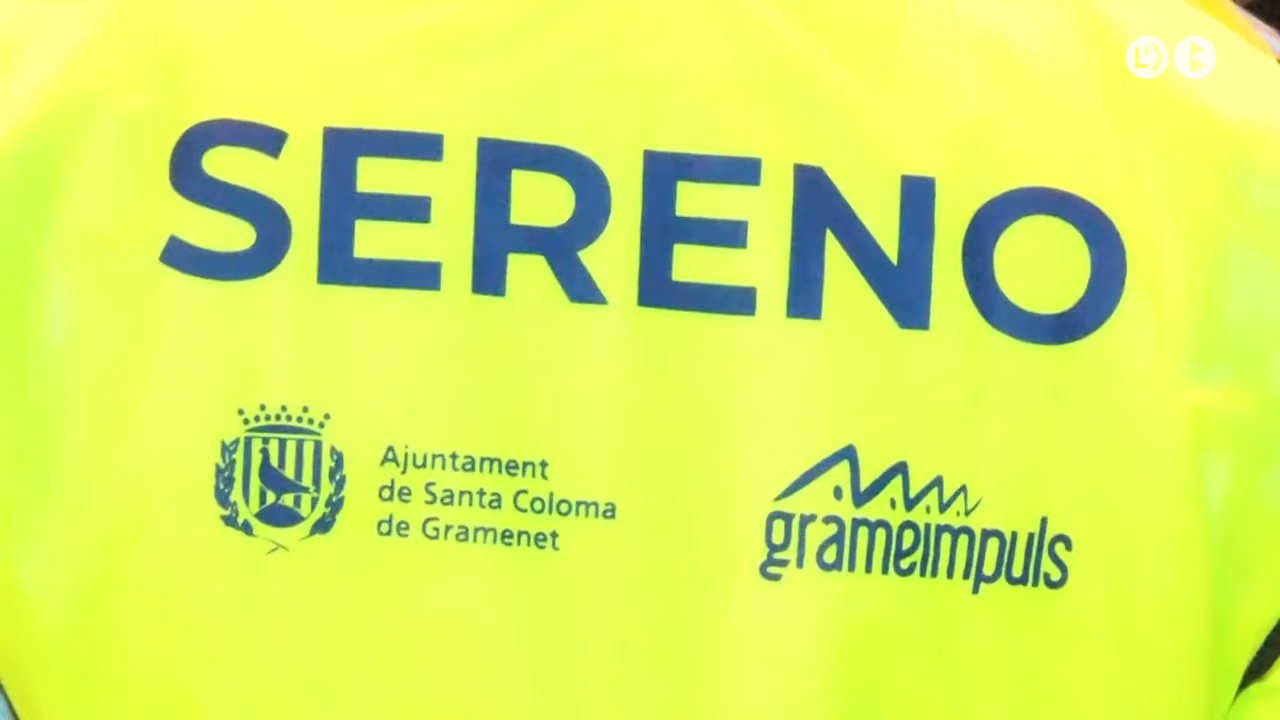 SERENO
Ajuntament
de Santa Coloma
de Gramenet
grameimpuls